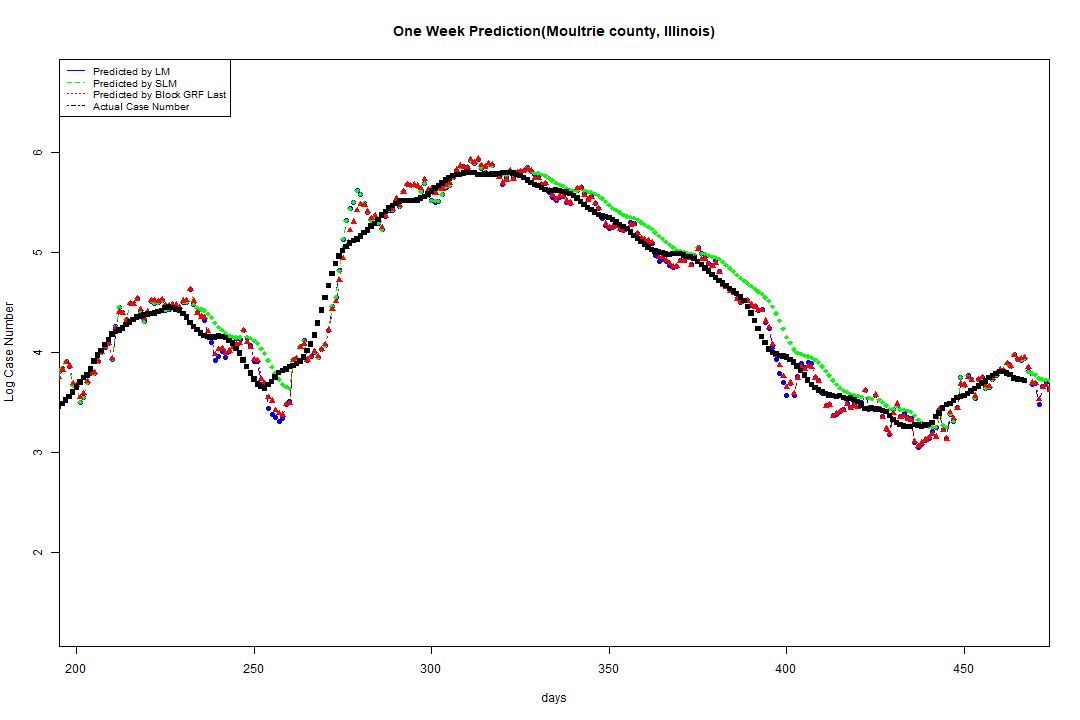 One Week Prediction(Moultrie county, Illinois)
Predicted by LM
Predicted by SLM
Predicted by Block GRF Last
Actual Case Number
Log Case Number
6
5
4
3
2
200 250 300 350 400 450
days